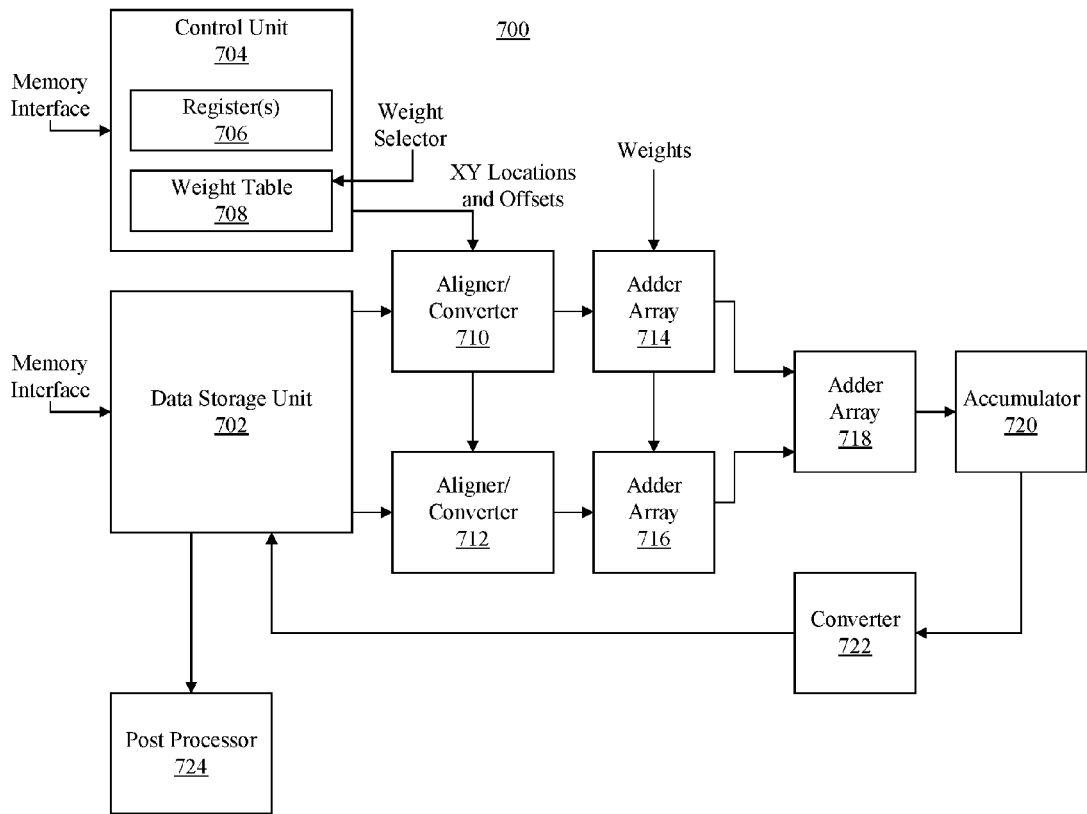 Control Unit
704
700
Memory
Interface
Register(s)
706
Weight
Selector
Weight Table
708
XY Locations
and Offsets
Weights
Aligner/
Converter
710
Adder
Array
714
Memory
Interface
Data Storage Unit
702
Adder
Array
718
Accumulator
720
Aligner/
Converter
712
Adder
Array
716
Converter
722
Post Processor
724